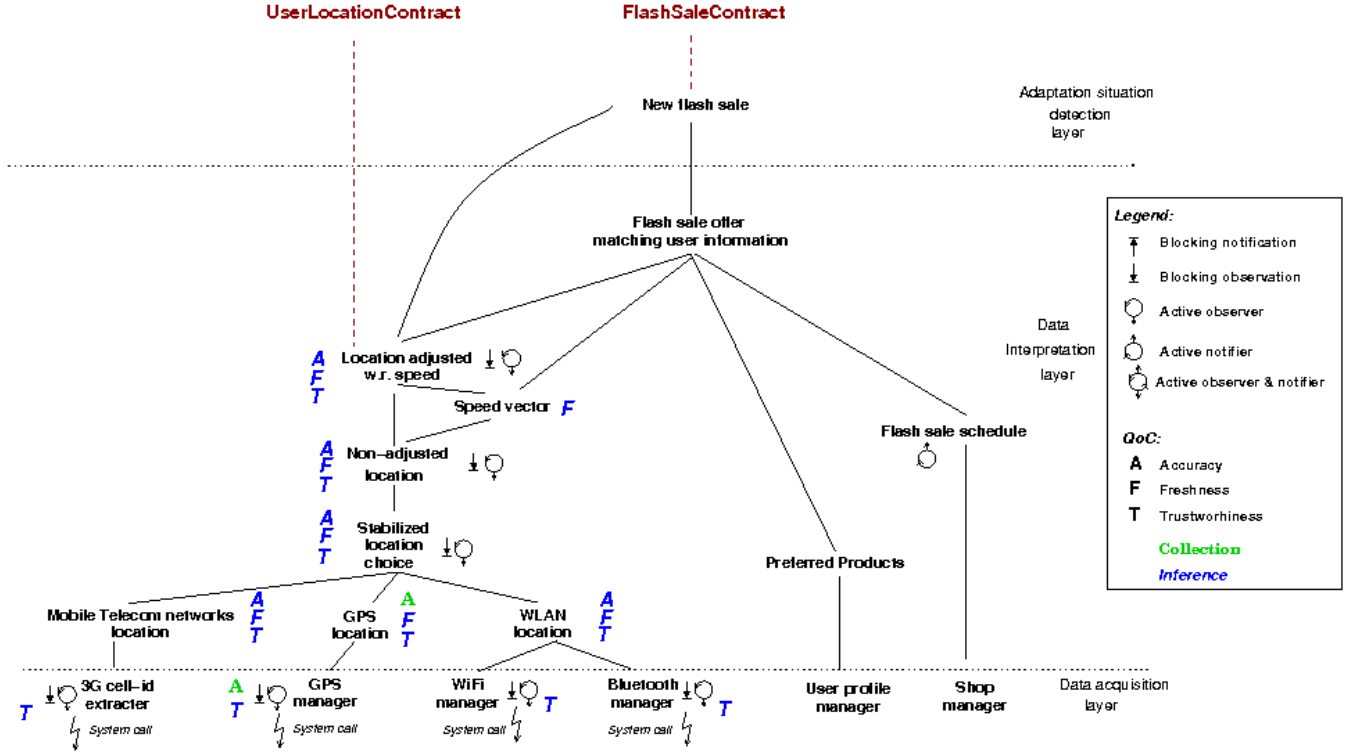 UserLocationContract
FlashSaleContract
New flash sale
Adaptation situation
detection
layer
Flash sale offer
matching user information
Legend:
Blocking notification
Blocking observation
Active observer
Active notifier
Active observer & notifier
QoC:
A Accuracy
F Freshness
T Trustworhiness
Collection
Inference
Data
Interpretation
layer
A
F
T
Location adjusted
w.r. speed
Speed vector F
Flash sale schedule
A
F
T
Non-adjusted
location
A
F
T
Stabilized
location
choice
Preferred Products
Mobile Telecom networks
location
A
F
T
GPS
location
A
F
T
WLAN
location
A
F
T
T
3G cell-id
extracter
System call
A
T
GPS
manager
System call
WiFi
manager
T
System call
Bluetooth
manager
T
System call
User profile
manager
Shop
manager
Data acquisition
layer